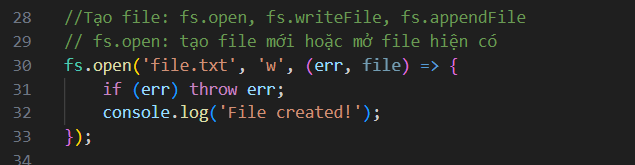 28 //Tạo file: fs.open, fs.writeFile, fs.appendFile
29 // fs.open: tạo file mới hoặc mở file hiện có
30 fs.open('file.txt', 'w', (err, file) => {
31     if (err) throw err;
32     console.log('File created!');
33 });
34